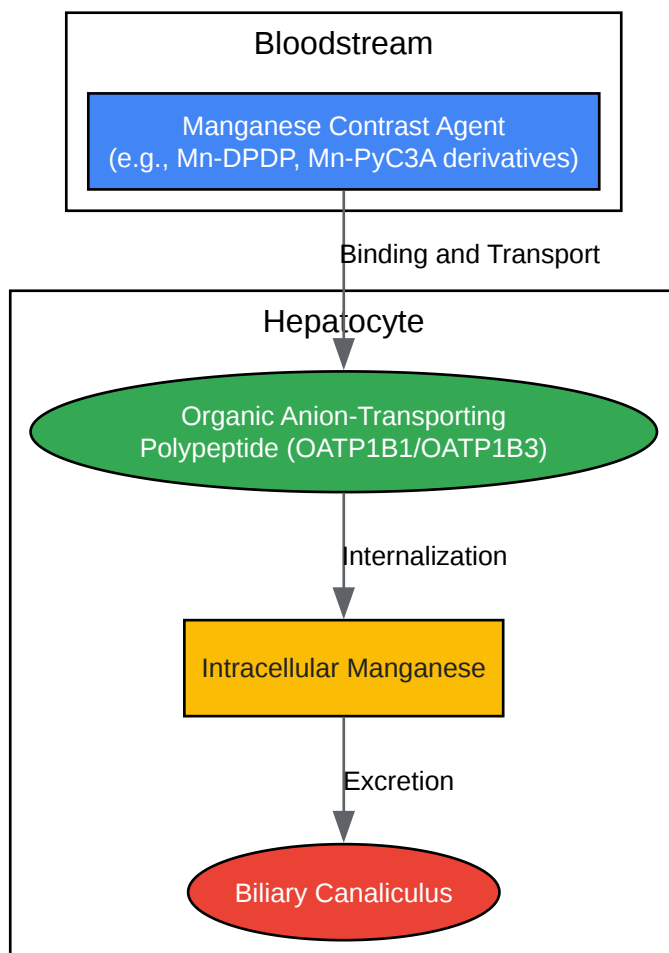 Bloodstream
Manganese Contrast Agent
(e.g., Mn-DPDP, Mn-PyC3A derivatives)
Binding and Transport
Hepatocyte
Organic Anion-Transporting
Polypeptide (OATP1B1/OATP1B3)
Internalization
Intracellular Manganese
Excretion
Biliary Canaliculus